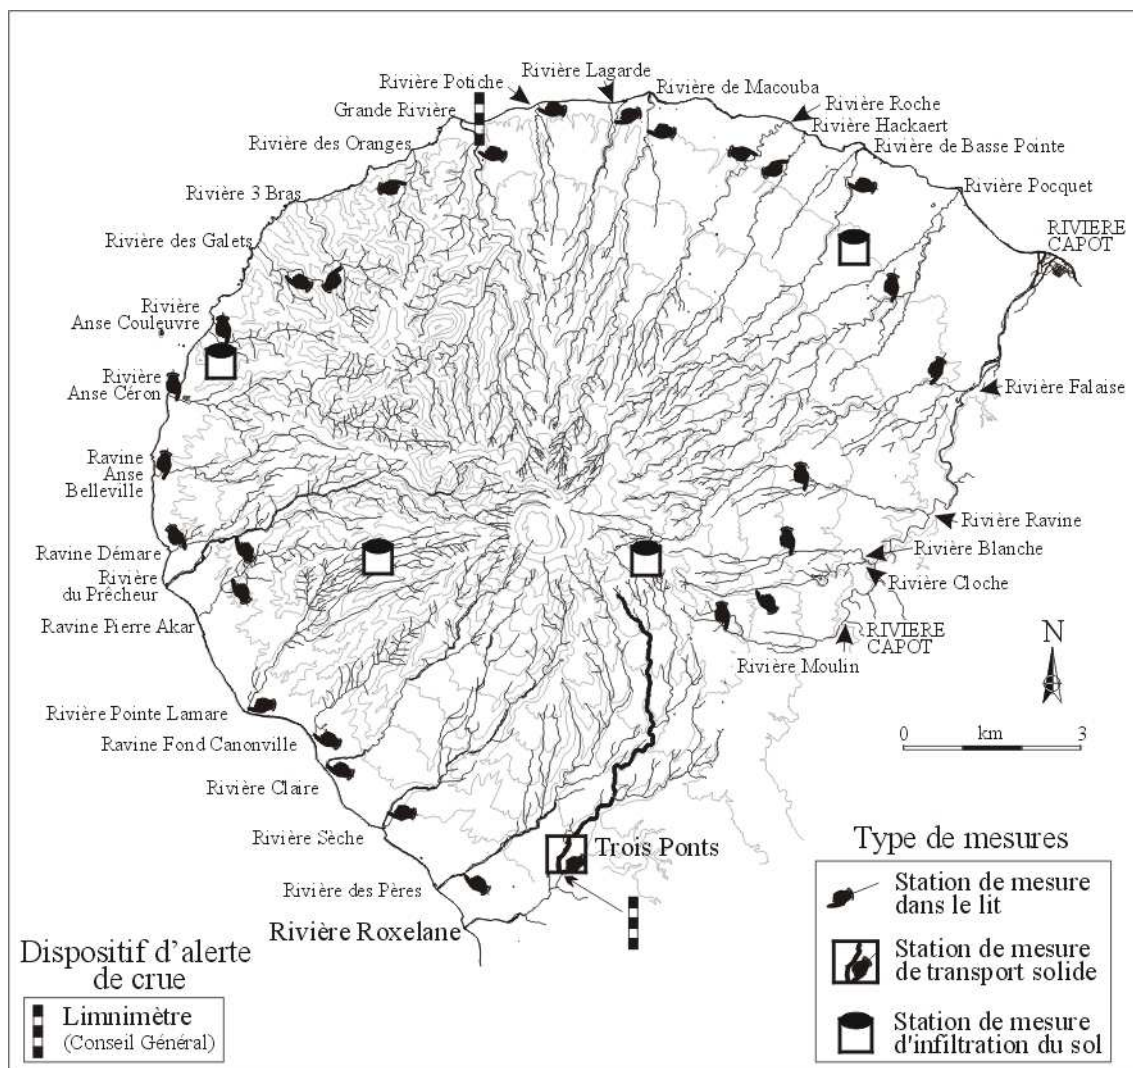 Rivière Lagarde
Rivière Potiche
Rivière de Macouba
Grande Rivière
Rivière Roche
Rivière Hackaert
Rivière des Oranges
Rivière de Basse Pointe
Rivière 3 Bras
Rivière Pocquet
Rivière des Galets
RIVIERE
CAPOT
Rivière
Anse Couleuvre
Rivière
Anse Céron
Rivière Falaise
Ravine
Anse
Belleville
Rivière Ravine
Ravine Démare
Rivière Blanche
Rivière
du Prêcheur
Rivière Cloche
Ravine Pierre Akar
RIVIERE
CAPOT
N
Rivière Moulin
Rivière Pointe Lamare
Ravine Fond Canonville
0 km 3
Rivière Claire
Rivière Sèche
Trois Ponts
Rivière des Pères
Rivière Roxelane
Type de mesures
Station de mesure
dans le lit
Station de mesure
de transport solide
Station de mesure
d'infiltration du sol
Dispositif d'alerte
de crue
Limnimètre
(Conseil Général)